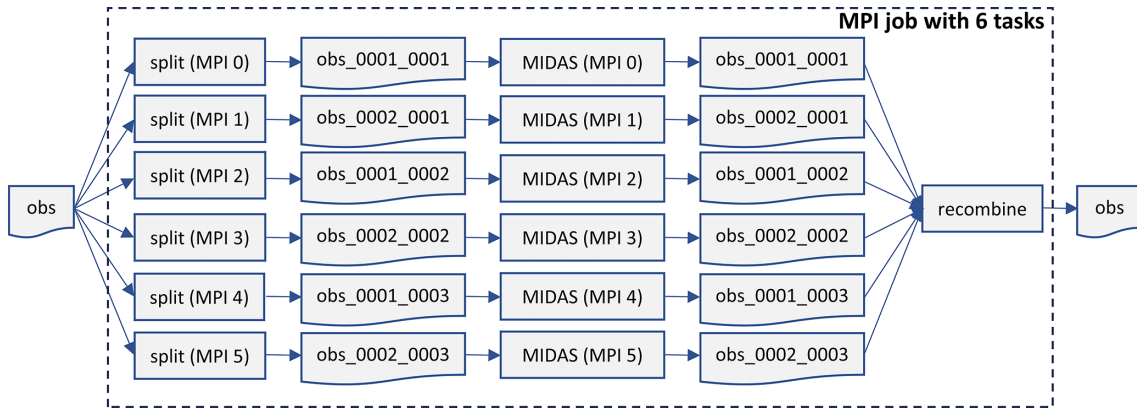 MPI job with 6 tasks
split (MPI 0) obs_0001_0001 MIDAS (MPI 0) obs_0001_0001
split (MPI 1) obs_0002_0001 MIDAS (MPI 1) obs_0002_0001
split (MPI 2) obs_0001_0002 MIDAS (MPI 2) obs_0001_0002
obs recombine obs
split (MPI 3) obs_0002_0002 MIDAS (MPI 3) obs_0002_0002
split (MPI 4) obs_0001_0003 MIDAS (MPI 4) obs_0001_0003
split (MPI 5) obs_0002_0003 MIDAS (MPI 5) obs_0002_0003